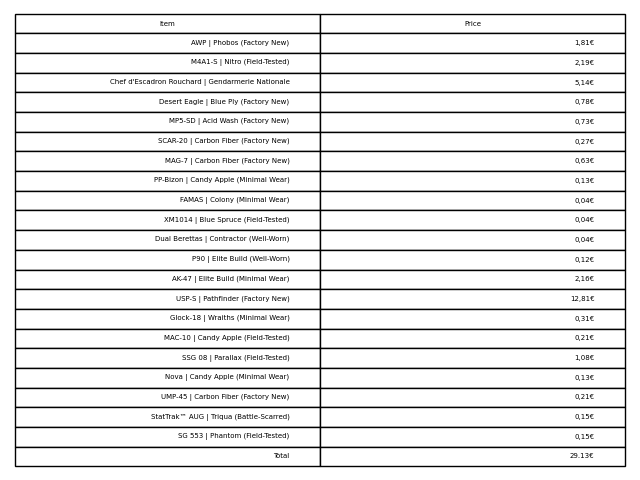 Item Price
AWP | Phobos (Factory New) 1,81€
M4A1-S | Nitro (Field-Tested) 2,19€
Chef d'Escadron Rouchard | Gendarmerie Nationale 5,14€
Desert Eagle | Blue Ply (Factory New) 0,78€
MP5-SD | Acid Wash (Factory New) 0,73€
SCAR-20 | Carbon Fiber (Factory New) 0,27€
MAG-7 | Carbon Fiber (Factory New) 0,63€
PP-Bizon | Candy Apple (Minimal Wear) 0,13€
FAMAS | Colony (Minimal Wear) 0,04€
XM1014 | Blue Spruce (Field-Tested) 0,04€
Dual Berettas | Contractor (Well-Worn) 0,04€
P90 | Elite Build (Well-Worn) 0,12€
AK-47 | Elite Build (Minimal Wear) 2,16€
USP-S | Pathfinder (Factory New) 12,81€
Glock-18 | Wraiths (Minimal Wear) 0,31€
MAC-10 | Candy Apple (Field-Tested) 0,21€
SSG 08 | Parallax (Field-Tested) 1,08€
Nova | Candy Apple (Minimal Wear) 0,13€
UMP-45 | Carbon Fiber (Factory New) 0,21€
StatTrak™ AUG | Triqua (Battle-Scarred) 0,15€
SG 553 | Phantom (Field-Tested) 0,15€
Total 29.13€